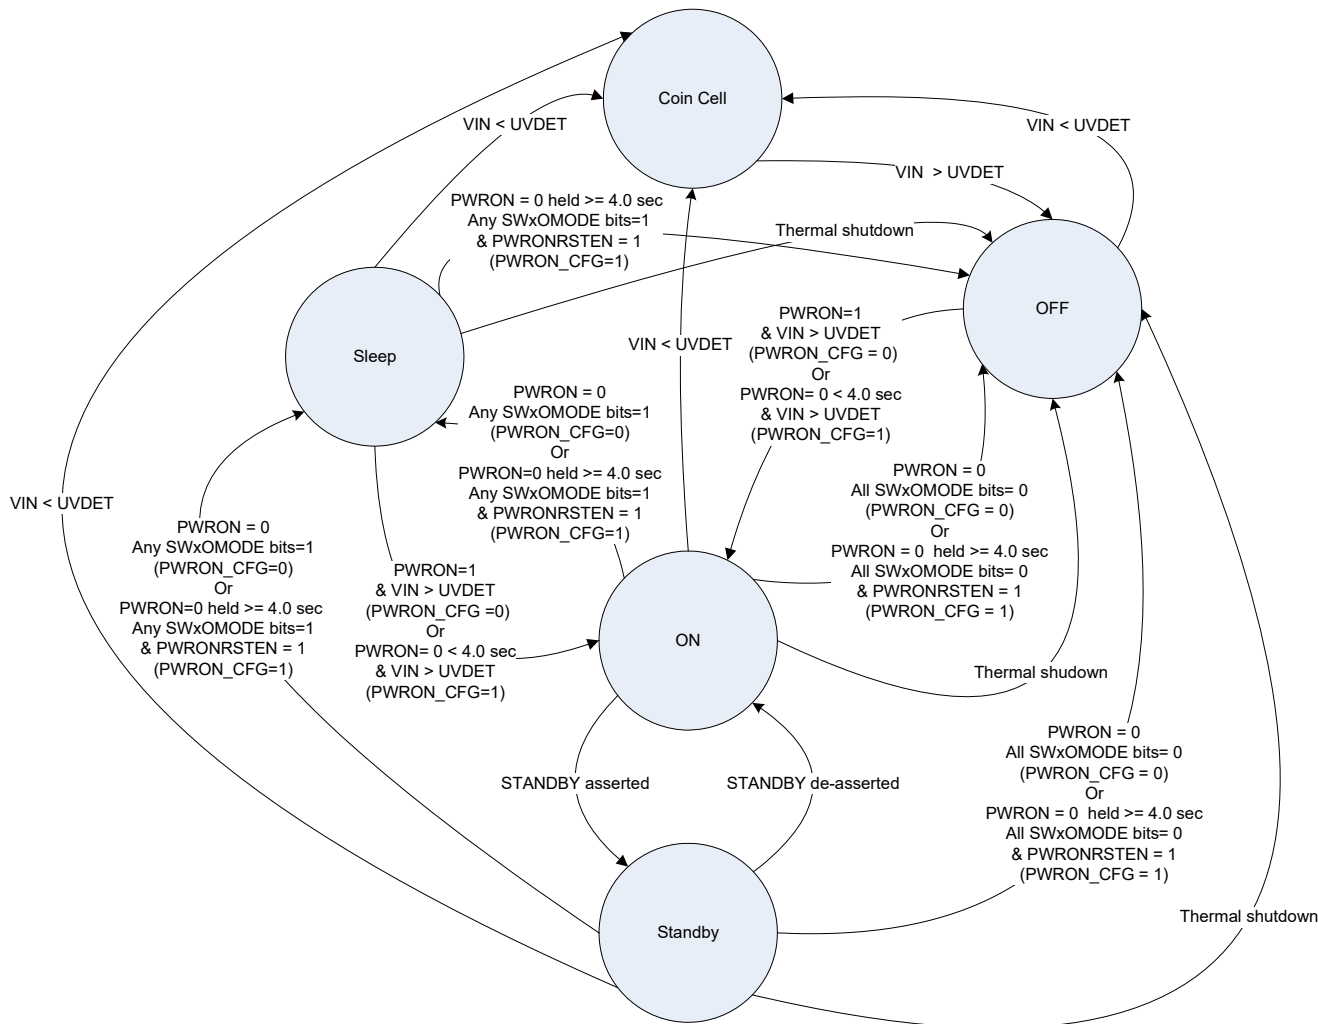 Coin Cell
VIN < UVDET
VIN < UVDET
VIN  > UVDET
PWRON = 0 held >= 4.0 sec
Any SWxOMODE bits=1
& PWRONRSTEN = 1
(PWRON_CFG=1)
Thermal shutdown
OFF
Sleep
VIN < UVDET
PWRON=1
& VIN > UVDET
(PWRON_CFG = 0)
Or
PWRON= 0 < 4.0 sec
& VIN > UVDET
(PWRON_CFG=1)
PWRON = 0
Any SWxOMODE bits=1
(PWRON_CFG=0)
Or
PWRON=0 held >= 4.0 sec
Any SWxOMODE bits=1
& PWRONRSTEN = 1
(PWRON_CFG=1)
PWRON = 0
All SWxOMODE bits= 0
(PWRON_CFG = 0)
Or
PWRON = 0  held >= 4.0 sec
All SWxOMODE bits= 0
& PWRONRSTEN = 1
(PWRON_CFG = 1)
VIN < UVDET
PWRON = 0
Any SWxOMODE bits=1
(PWRON_CFG=0)
Or
PWRON=0 held >= 4.0 sec
Any SWxOMODE bits=1
& PWRONRSTEN = 1
(PWRON_CFG=1)
PWRON=1
& VIN > UVDET
(PWRON_CFG =0)
Or
PWRON= 0 < 4.0 sec
& VIN > UVDET
(PWRON_CFG=1)
ON
Thermal shudown
STANDBY asserted
STANDBY de-asserted
PWRON = 0
All SWxOMODE bits= 0
(PWRON_CFG = 0)
Or
PWRON = 0  held >= 4.0 sec
All SWxOMODE bits= 0
& PWRONRSTEN = 1
(PWRON_CFG = 1)
Standby
Thermal shutdown